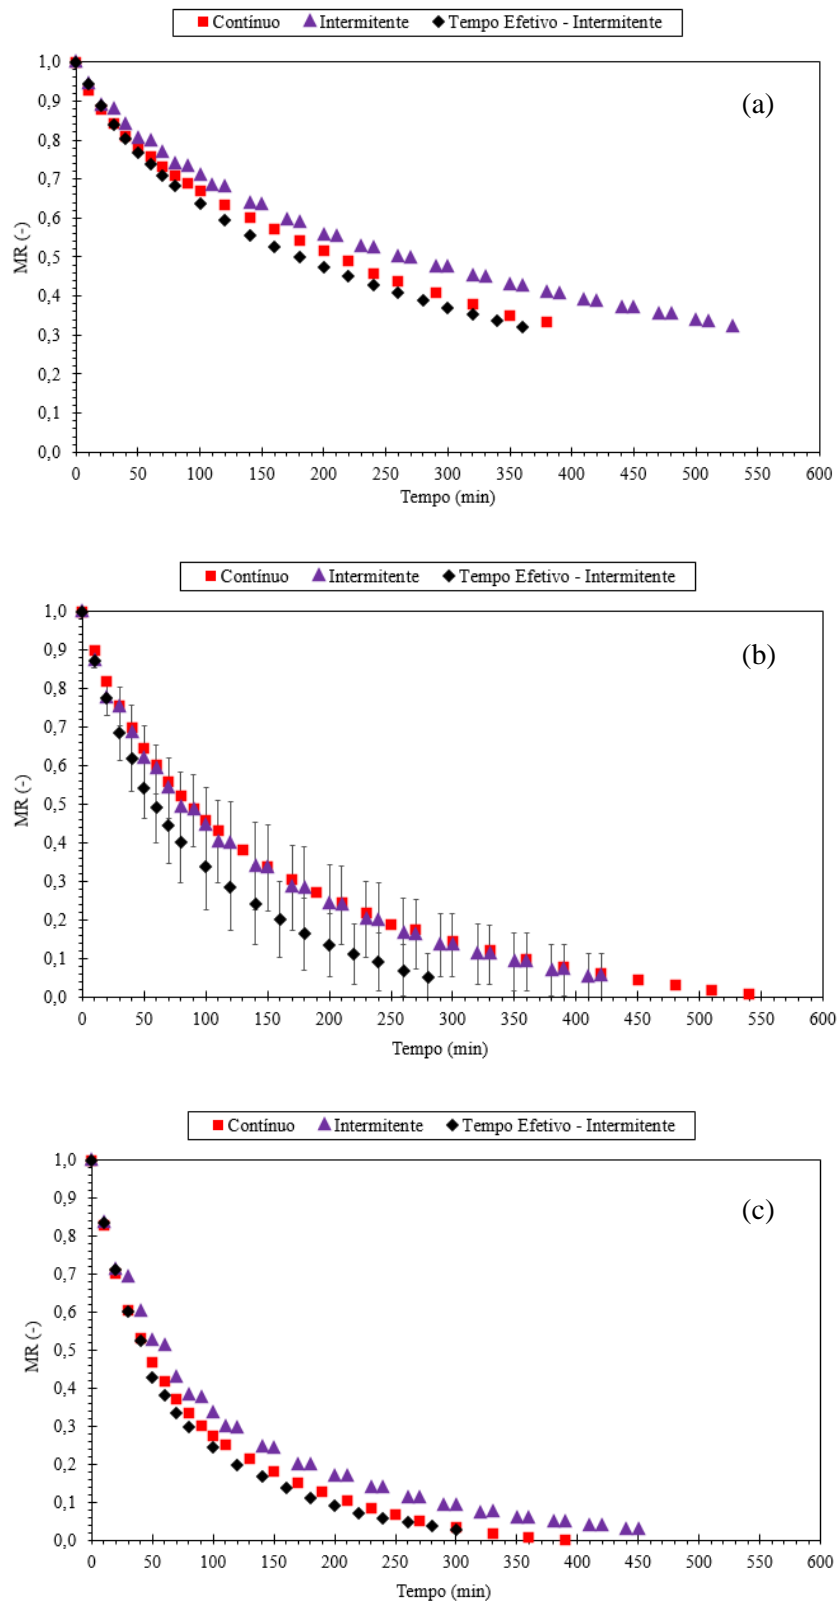 Contínuo Intermitente Tempo Efetivo - Intermitente
(a)
1,0
0,9
0,8
0,7
0,6
0,5
0,4
0,3
0,2
0,1
0,0
MR (-)
0 50 100 150 200 250 300 350 400 450 500 550 600
Tempo (min)
Contínuo Intermitente Tempo Efetivo - Intermitente
(b)
1,0
0,9
0,8
0,7
0,6
0,5
0,4
0,3
0,2
0,1
0,0
MR (-)
0 50 100 150 200 250 300 350 400 450 500 550 600
Tempo (min)
Contínuo Intermitente Tempo Efetivo - Intermitente
(c)
1,0
0,9
0,8
0,7
0,6
0,5
0,4
0,3
0,2
0,1
0,0
MR (-)
0 50 100 150 200 250 300 350 400 450 500 550 600
Tempo (min)